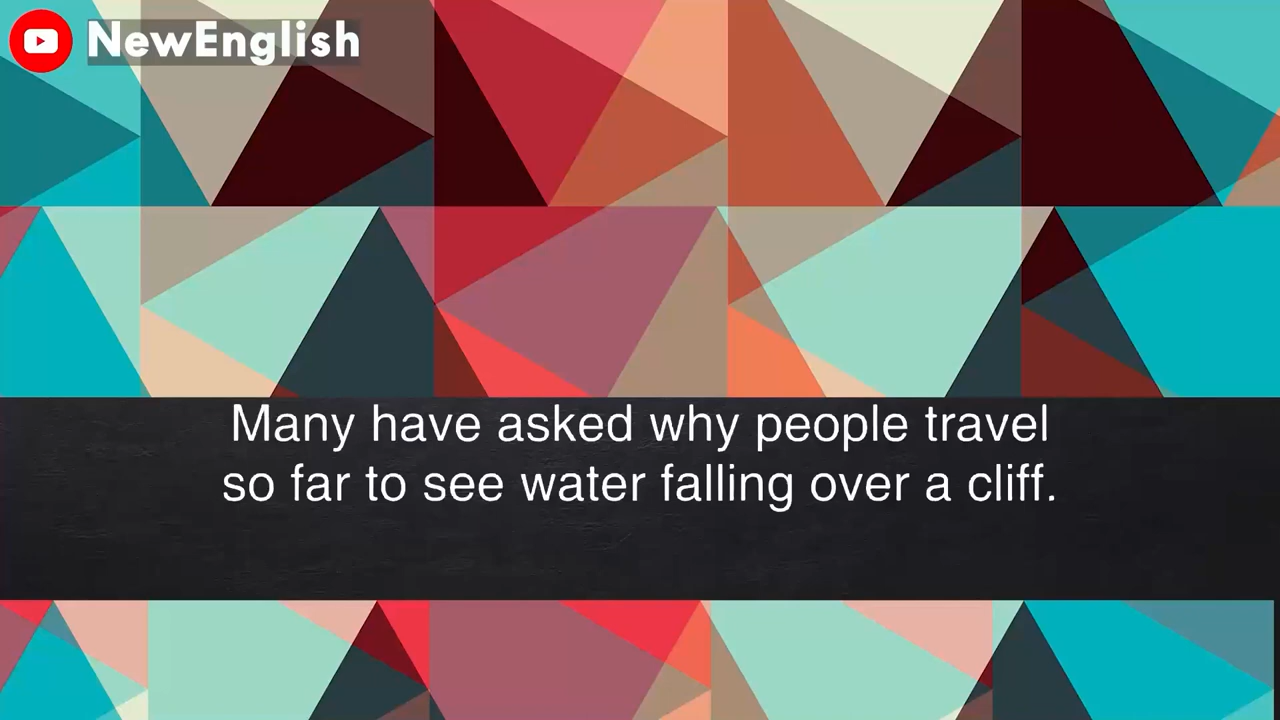 NewEnglish
Many have asked why people travel
so far to see water falling over a cliff.